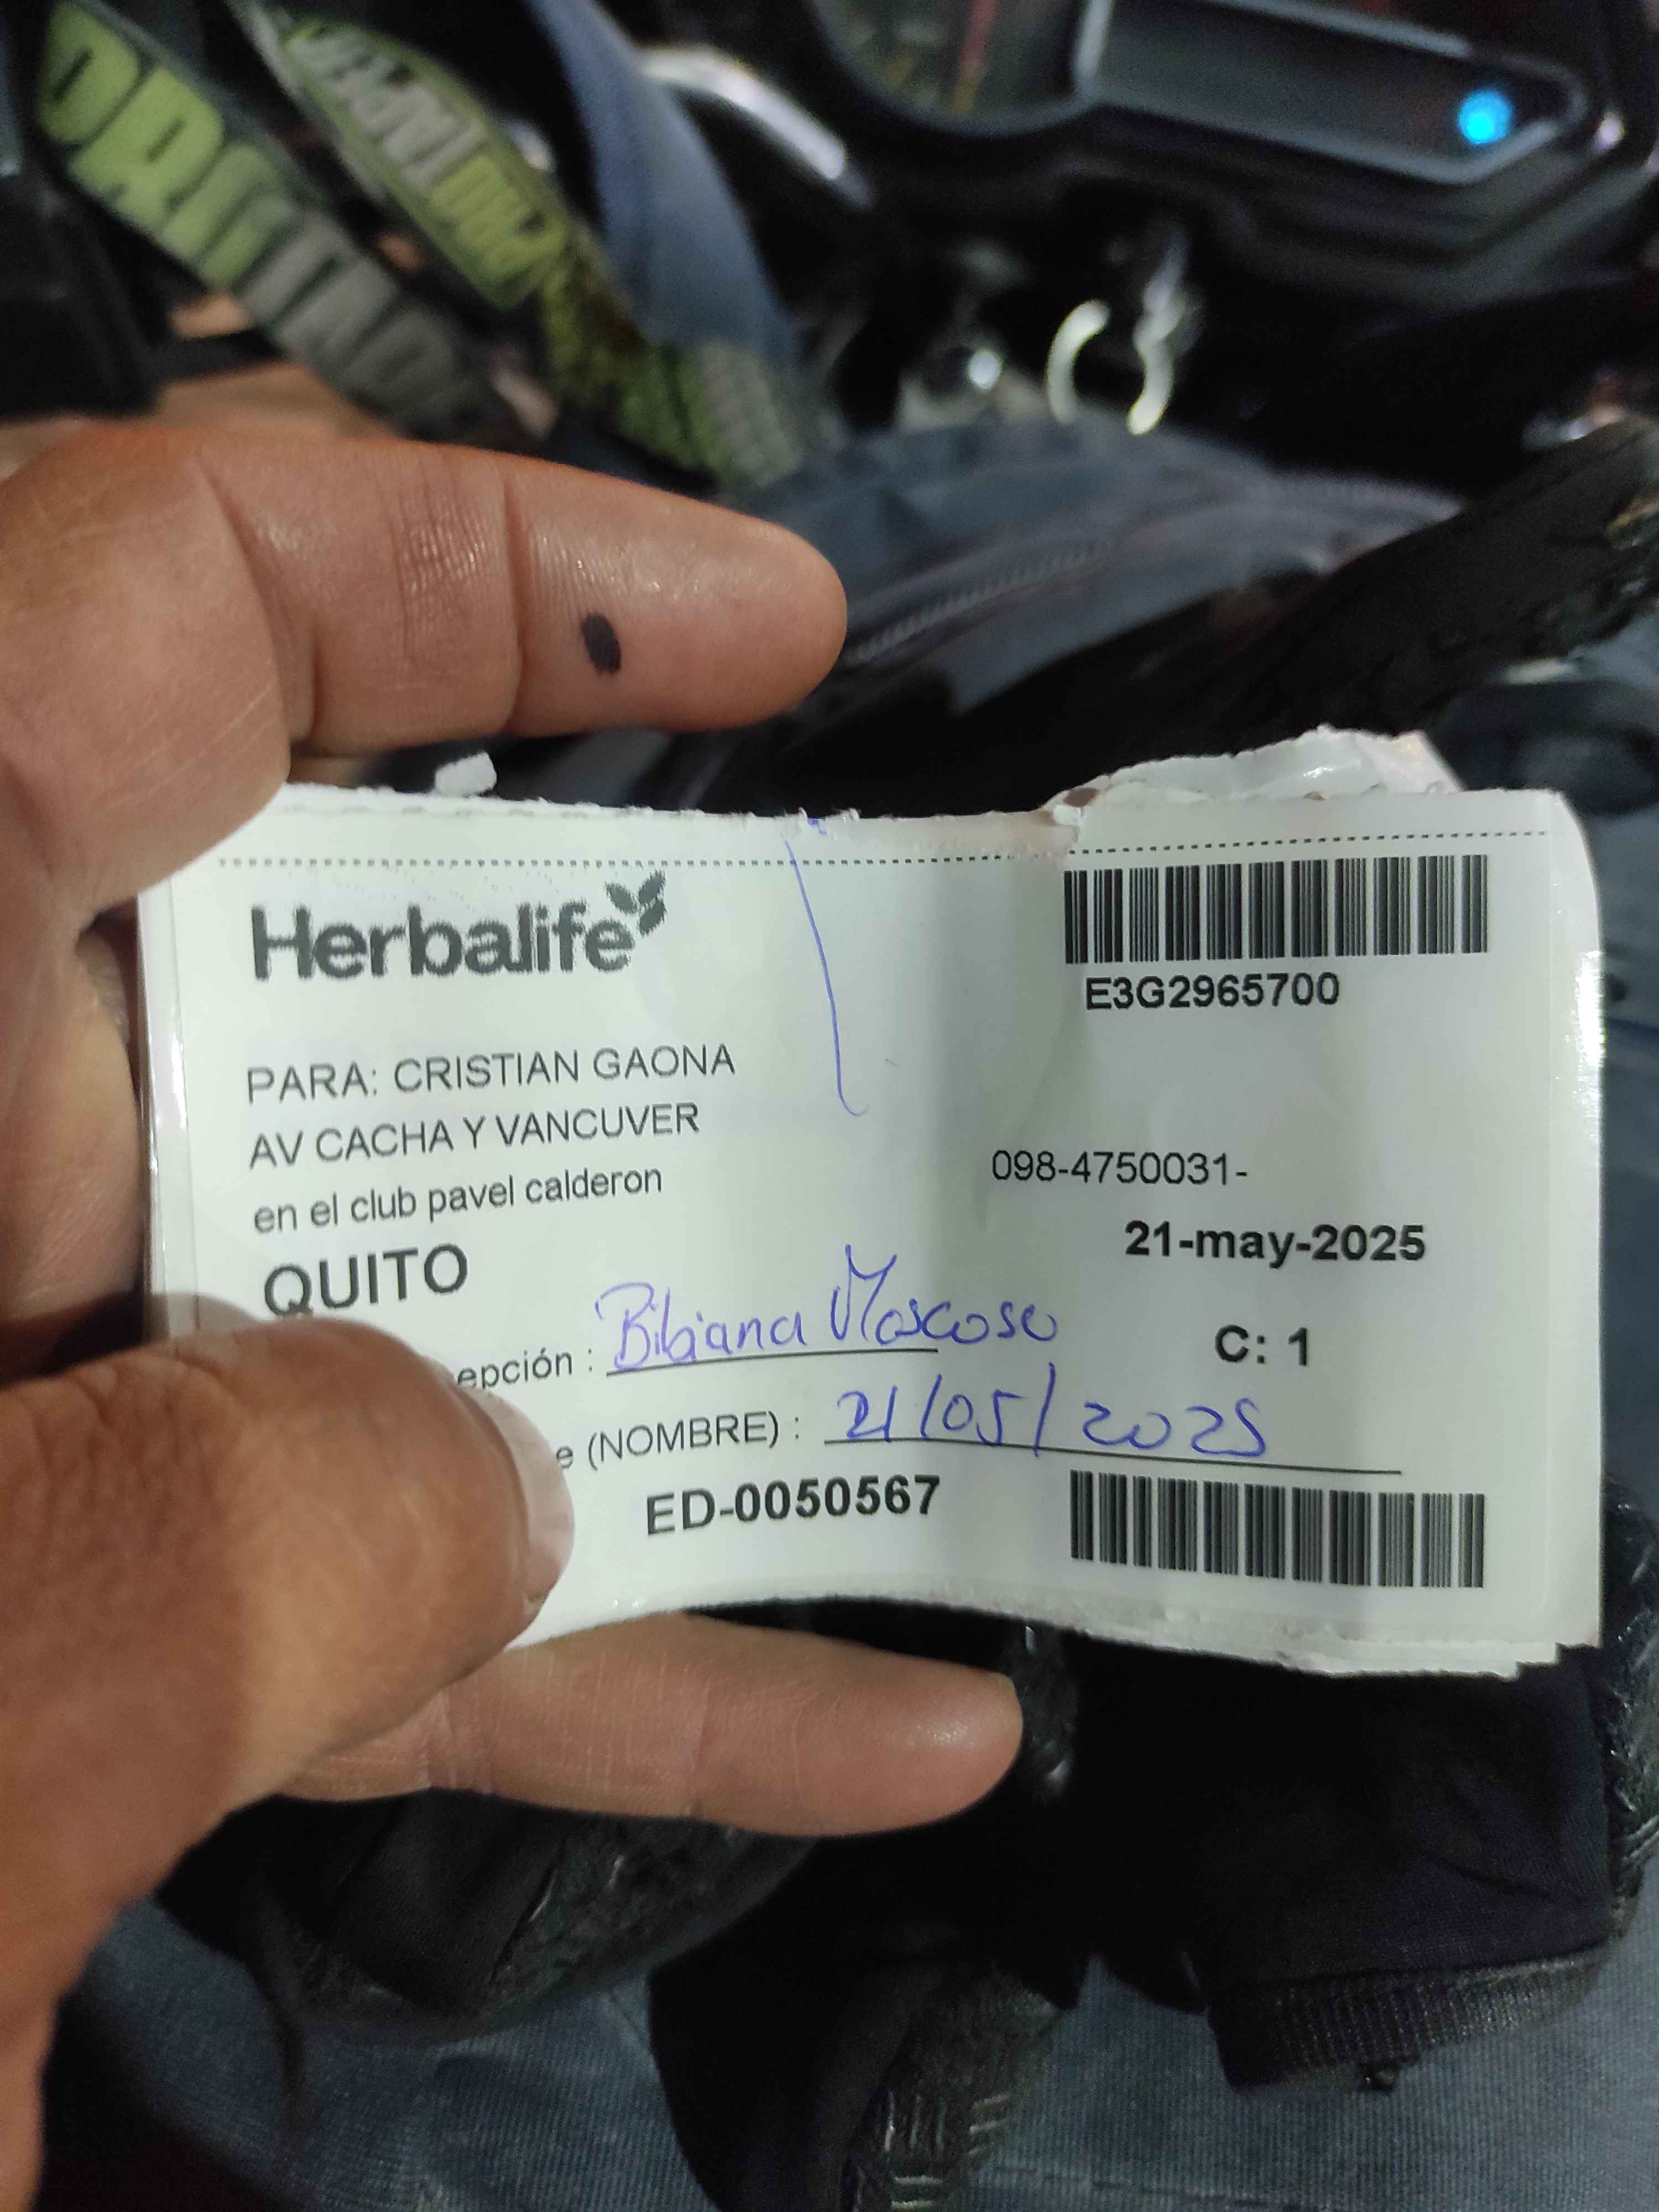 Herbalife
E3G2965700
PARA: CRISTIAN GAONA
AV CACHA Y VANCUVER
en el club pavel calderon
098-4750031-
QUITO
21-may-2025
epción : Bibiana Moscoso
C: 1
e (NOMBRE) : 21/05/2025
ED-0050567